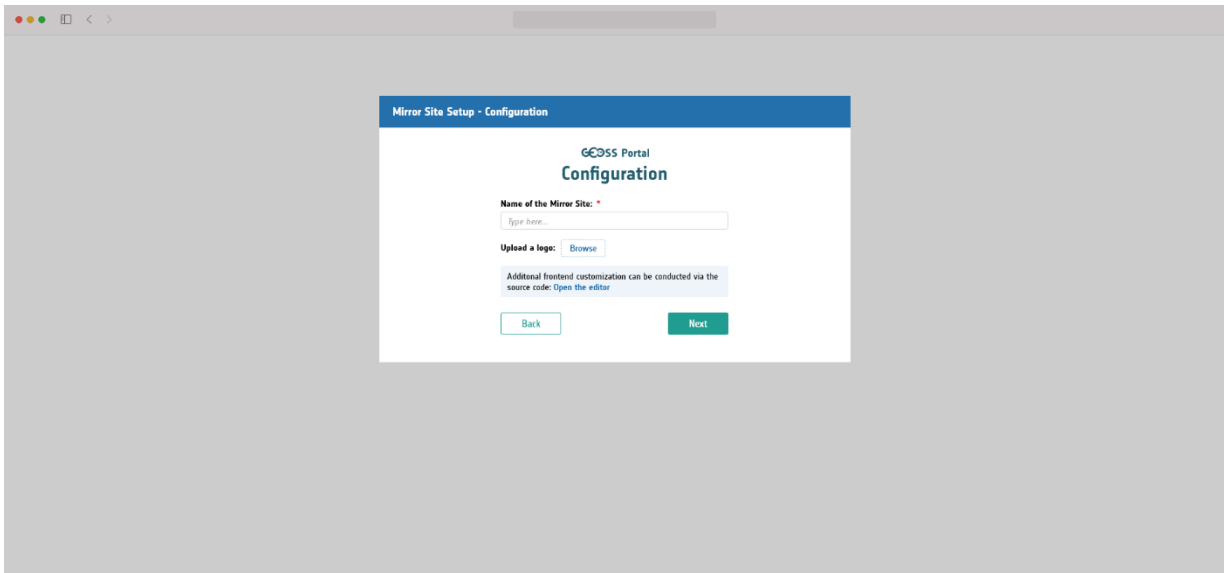 Mirror Site Setup - Configuration
GEOSS Portal
Configuration
Name of the Mirror Site: *
Type here...
Upload a logo: Browse
Additonal frontend customization can be conducted via the
source code: Open the editor
Back Next